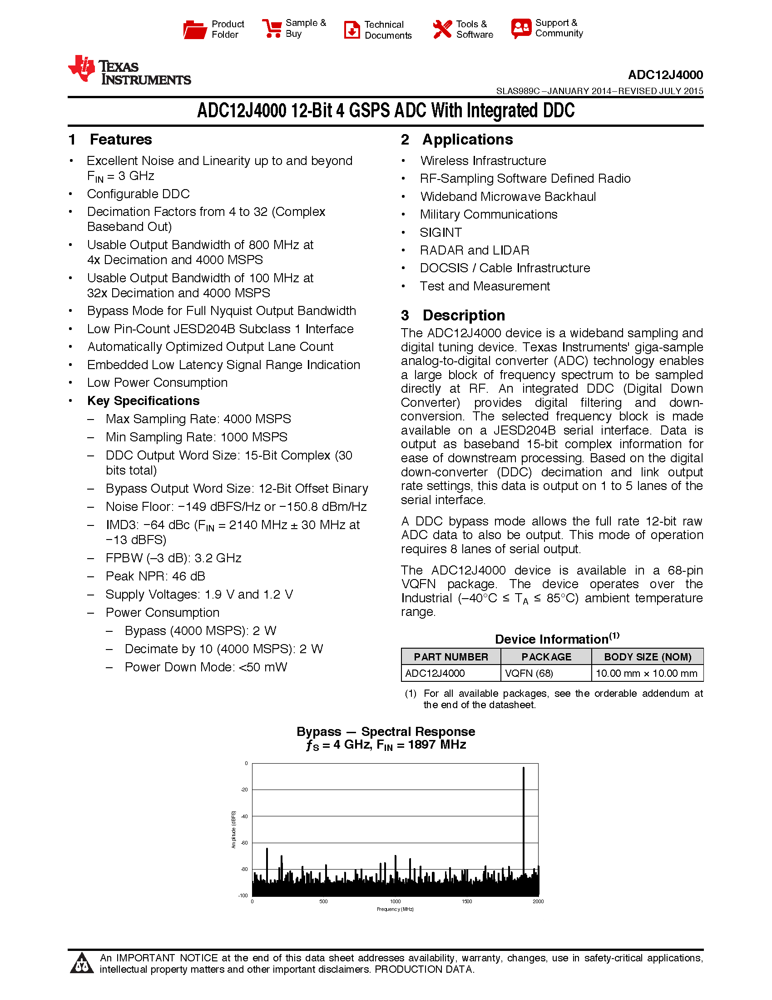 Product
Folder
Sample &
Buy
Technical
Documents
Tools &
Software
Support &
Community
TEXAS
INSTRUMENTS
ADC12J4000
SLAS989C –JANUARY 2014–REVISED JULY 2015
ADC12J4000 12-Bit 4 GSPS ADC With Integrated DDC
1 Features
• Excellent Noise and Linearity up to and beyond
FIN = 3 GHz
• Configurable DDC
• Decimation Factors from 4 to 32 (Complex
Baseband Out)
• Usable Output Bandwidth of 800 MHz at
4x Decimation and 4000 MSPS
• Usable Output Bandwidth of 100 MHz at
32x Decimation and 4000 MSPS
• Bypass Mode for Full Nyquist Output Bandwidth
• Low Pin-Count JESD204B Subclass 1 Interface
• Automatically Optimized Output Lane Count
• Embedded Low Latency Signal Range Indication
• Low Power Consumption
• Key Specifications
– Max Sampling Rate: 4000 MSPS
– Min Sampling Rate: 1000 MSPS
– DDC Output Word Size: 15-Bit Complex (30
bits total)
– Bypass Output Word Size: 12-Bit Offset Binary
– Noise Floor: −149 dBFS/Hz or −150.8 dBm/Hz
– IMD3: −64 dBc (FIN = 2140 MHz ± 30 MHz at
−13 dBFS)
– FPBW (–3 dB): 3.2 GHz
– Peak NPR: 46 dB
– Supply Voltages: 1.9 V and 1.2 V
– Power Consumption
– Bypass (4000 MSPS): 2 W
– Decimate by 10 (4000 MSPS): 2 W
– Power Down Mode: <50 mW
2 Applications
• Wireless Infrastructure
• RF-Sampling Software Defined Radio
• Wideband Microwave Backhaul
• Military Communications
• SIGINT
• RADAR and LIDAR
• DOCSIS / Cable Infrastructure
• Test and Measurement
3 Description
The ADC12J4000 device is a wideband sampling and
digital tuning device. Texas Instruments' giga-sample
analog-to-digital converter (ADC) technology enables
a large block of frequency spectrum to be sampled
directly at RF. An integrated DDC (Digital Down
Converter) provides digital filtering and down-
conversion. The selected frequency block is made
available on a JESD204B serial interface. Data is
output as baseband 15-bit complex information for
ease of downstream processing. Based on the digital
down-converter (DDC) decimation and link output
rate settings, this data is output on 1 to 5 lanes of the
serial interface.
A DDC bypass mode allows the full rate 12-bit raw
ADC data to also be output. This mode of operation
requires 8 lanes of serial output.
The ADC12J4000 device is available in a 68-pin
VQFN package. The device operates over the
Industrial (–40°C ≤ TA ≤ 85°C) ambient temperature
range.
Device Information(1)
PART NUMBER PACKAGE BODY SIZE (NOM)
ADC12J4000 VQFN (68) 10.00 mm × 10.00 mm
(1) For all available packages, see the orderable addendum at
the end of the datasheet.
Bypass — Spectral Response
ƒS = 4 GHz, FIN = 1897 MHz
0
-20
-40
-60
-80
-100
Amplitude (dBFS)
0 500 1000 1500 2000
Frequency (MHz)
An IMPORTANT NOTICE at the end of this data sheet addresses availability, warranty, changes, use in safety-critical applications,
intellectual property matters and other important disclaimers. PRODUCTION DATA.